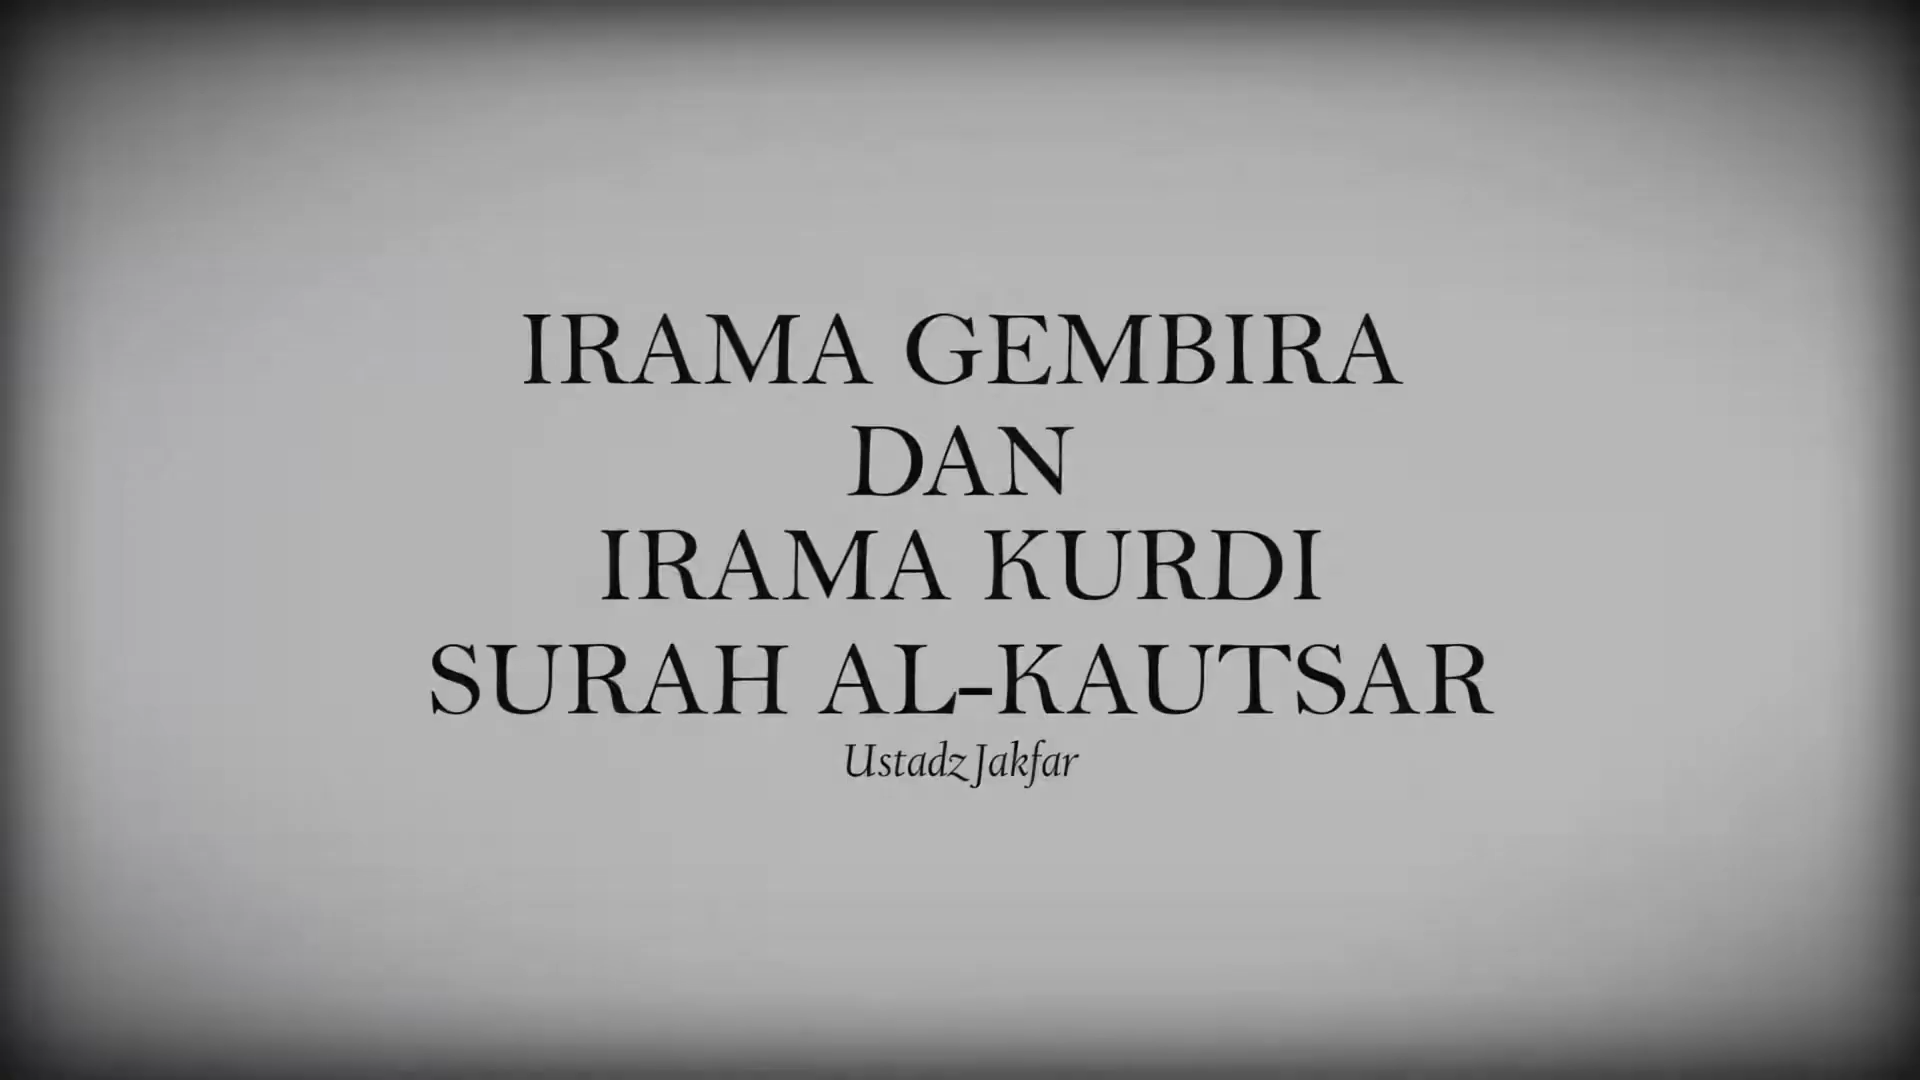 IRAMA GEMBIRA
DAN
IRAMA KURDI
SURAH AL-KAUTSAR
Ustadz Jakfar